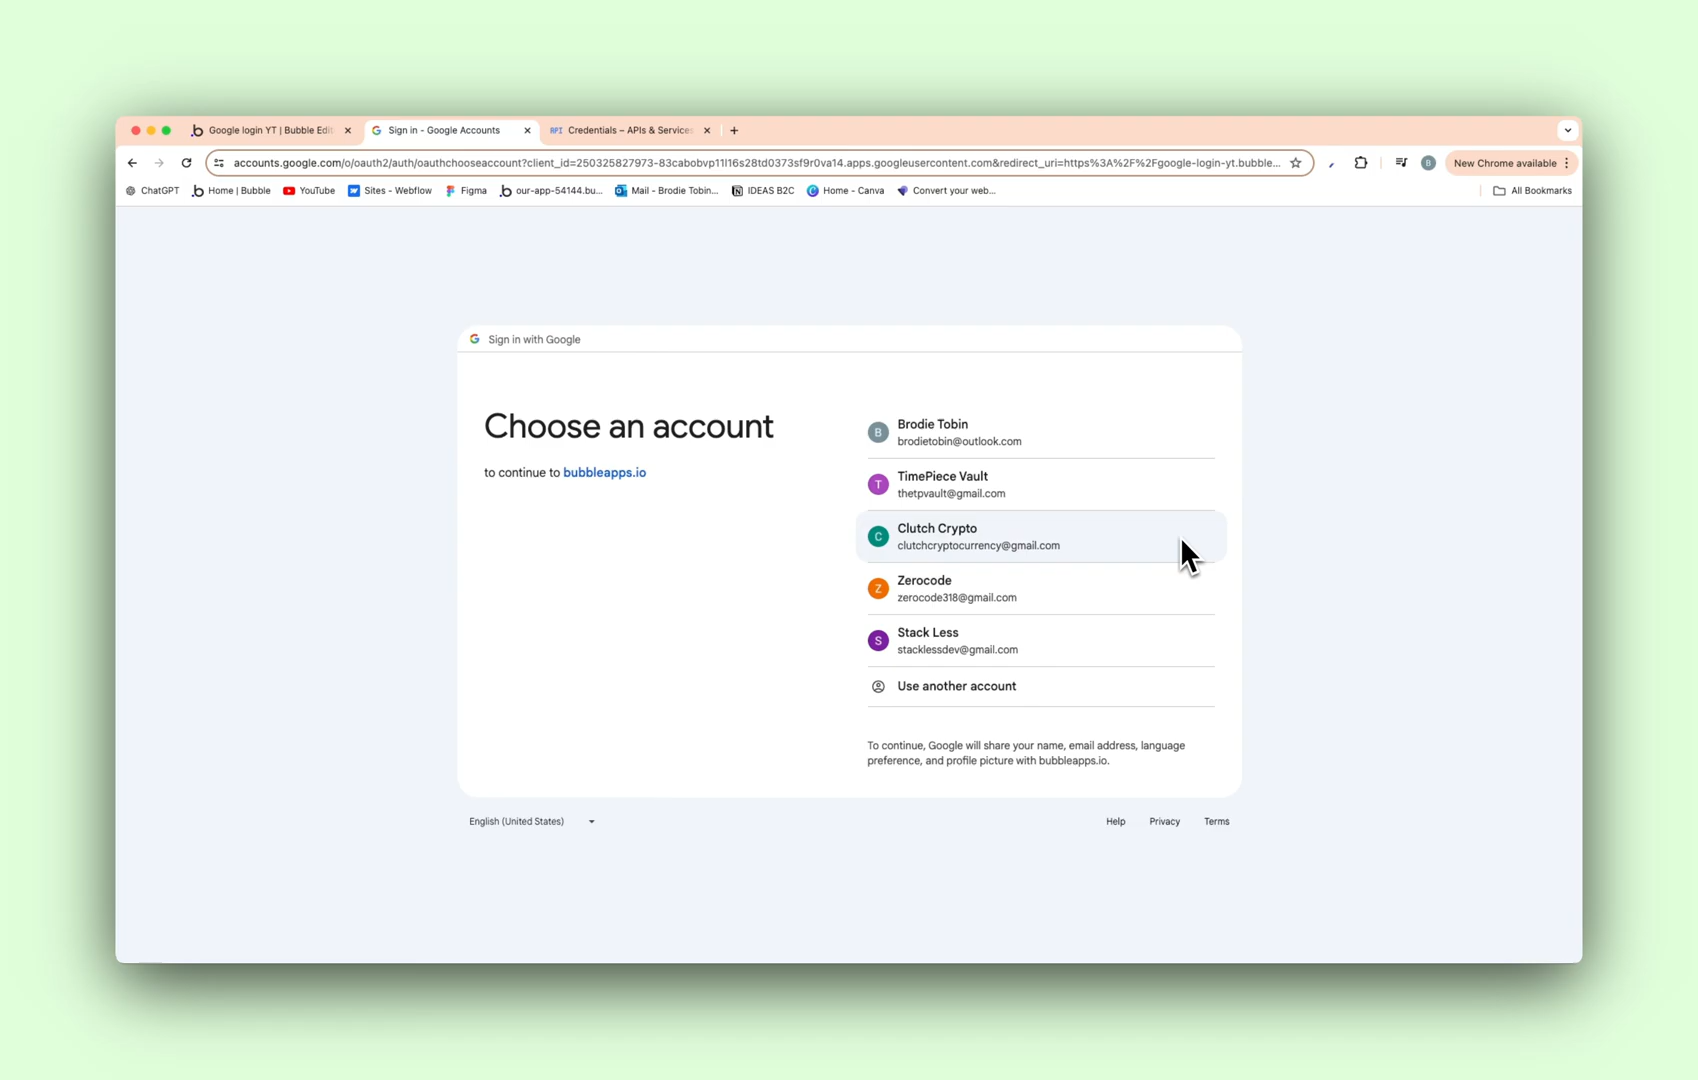 Google login YT | Bubble Edit
Sign in - Google Accounts
API Credentials – APIs & Services
accounts.google.com/o/oauth2/auth/oauthchooseaccount?client_id=250325827973-83cabobvp11l16s28td0373sf9r0va14.apps.googleusercontent.com&redirect_uri=https%3A%2F%2Fgoogle-login-yt.bubble...
B
New Chrome available
ChatGPT
Home | Bubble
YouTube
Sites - Webflow
Figma
our-app-54144.bu...
Mail - Brodie Tobin...
IDEAS B2C
Home - Canva
Convert your web...
All Bookmarks
Sign in with Google
Choose an account
to continue to bubbleapps.io
B
Brodie Tobin
brodietobin@outlook.com
T
TimePiece Vault
thetpvault@gmail.com
C
Clutch Crypto
clutchcryptocurrency@gmail.com
Z
Zerocode
zerocode318@gmail.com
S
Stack Less
stacklessdev@gmail.com
Use another account
To continue, Google will share your name, email address, language
preference, and profile picture with bubbleapps.io.
English (United States)
Help
Privacy
Terms